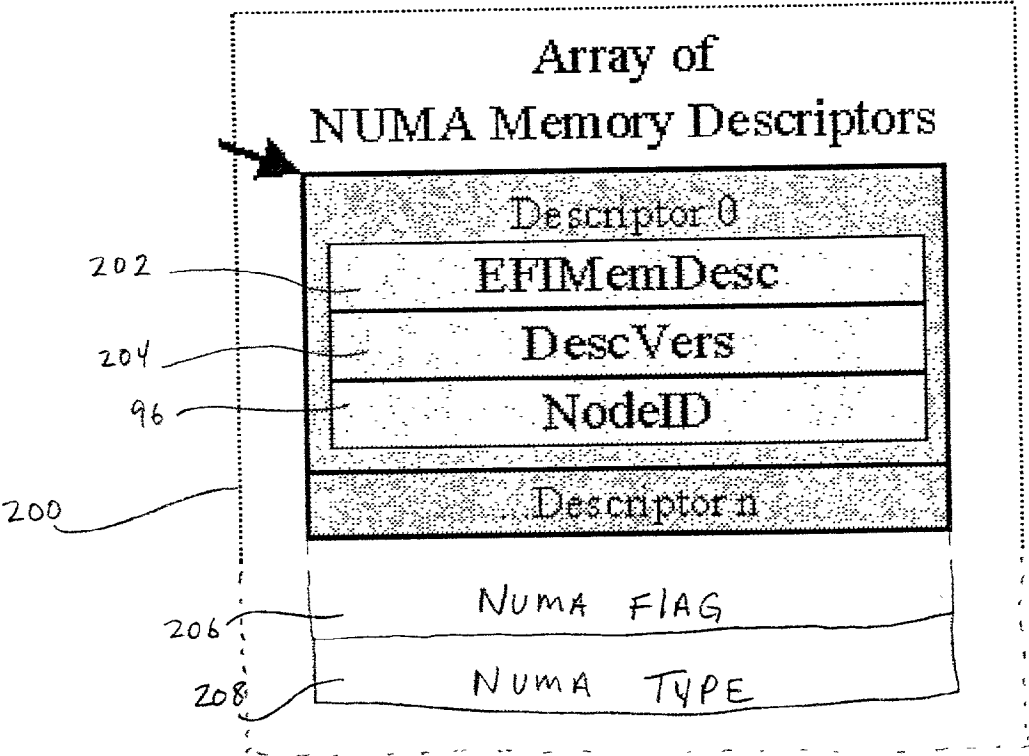 Array of
NUMA Memory Descriptors
Descriptor 0
202
EFIMemDesc
204
DescVers
96
NodeID
200
Descriptor n
206
NUMA FLAG
208
NUMA TYPE